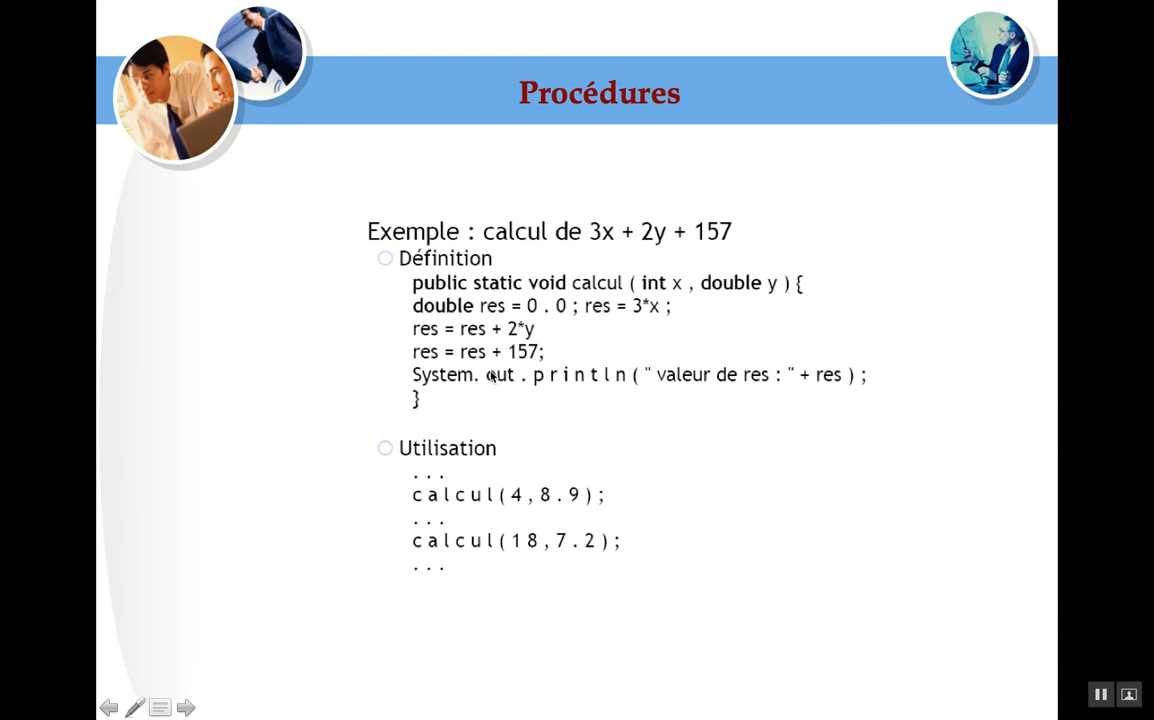 Procédures
Exemple : calcul de 3x + 2y + 157
Définition
public static void calcul ( int x , double y ) {
double res = 0 . 0 ; res = 3*x ;
res = res + 2*y
res = res + 157;
System. out . p r i n t l n ( " valeur de res : " + res ) ;
}
Utilisation
. . .
c a l c u l ( 4 , 8 . 9 ) ;
. . .
c a l c u l ( 1 8 , 7 . 2 ) ;
. . .